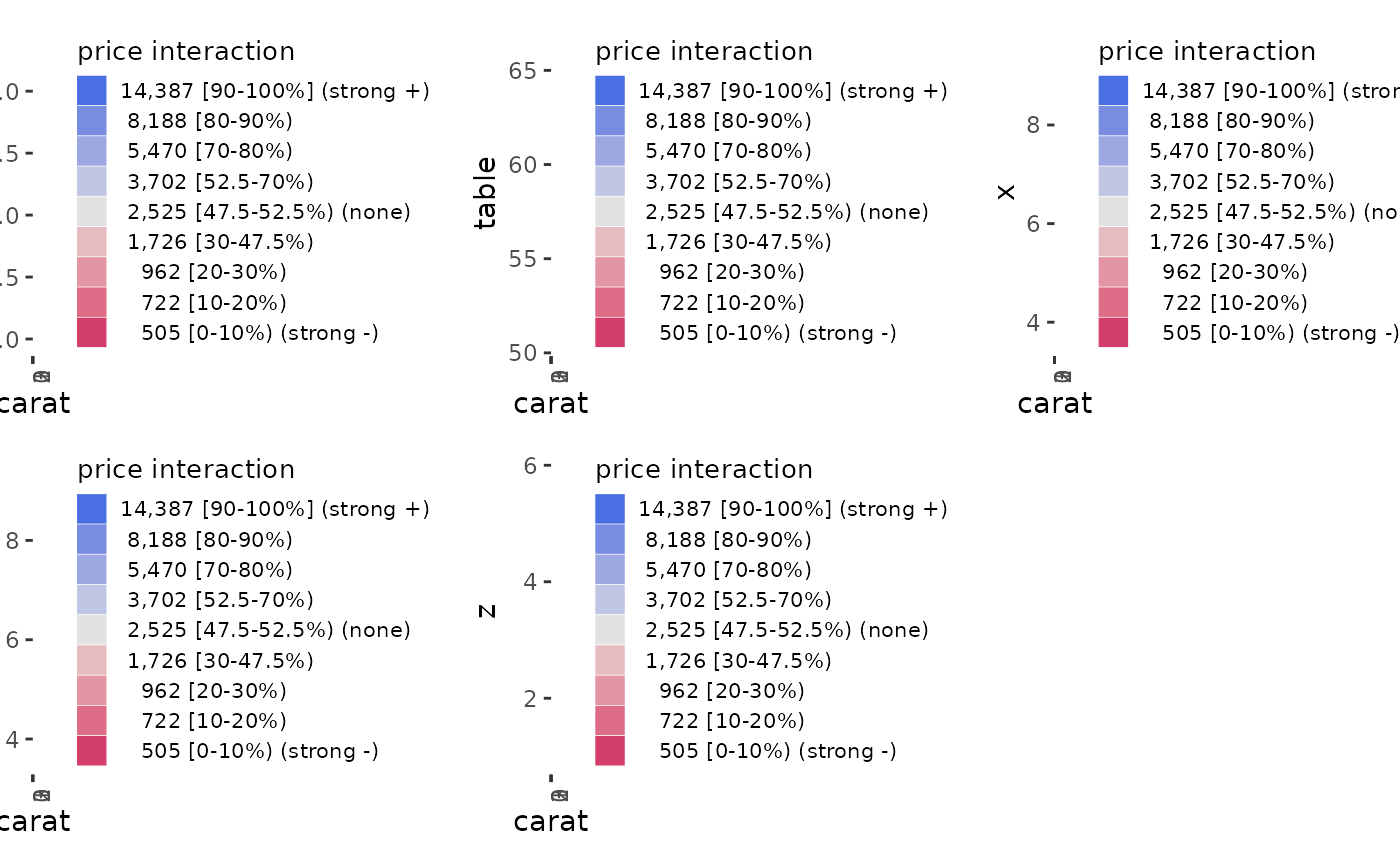 price interaction
.0
14,387 [90-100%] (strong +)
8,188 [80-90%)
5,470 [70-80%)
.5
3,702 [52.5-70%)
.0
2,525 [47.5-52.5%) (none)
1,726 [30-47.5%)
.5
962 [20-30%)
722 [10-20%)
.0
505 [0-10%) (strong -)
carat
price interaction
65
60
55
50
table
14,387 [90-100%] (strong +)
8,188 [80-90%)
5,470 [70-80%)
3,702 [52.5-70%)
2,525 [47.5-52.5%) (none)
1,726 [30-47.5%)
962 [20-30%)
722 [10-20%)
505 [0-10%) (strong -)
carat
price interaction
8
6
4
x
14,387 [90-100%] (stron
8,188 [80-90%)
5,470 [70-80%)
3,702 [52.5-70%)
2,525 [47.5-52.5%) (no
1,726 [30-47.5%)
962 [20-30%)
722 [10-20%)
505 [0-10%) (strong -)
carat
price interaction
8
6
4
14,387 [90-100%] (strong +)
8,188 [80-90%)
5,470 [70-80%)
3,702 [52.5-70%)
2,525 [47.5-52.5%) (none)
1,726 [30-47.5%)
962 [20-30%)
722 [10-20%)
505 [0-10%) (strong -)
carat
price interaction
6
4
2
z
14,387 [90-100%] (strong +)
8,188 [80-90%)
5,470 [70-80%)
3,702 [52.5-70%)
2,525 [47.5-52.5%) (none)
1,726 [30-47.5%)
962 [20-30%)
722 [10-20%)
505 [0-10%) (strong -)
carat